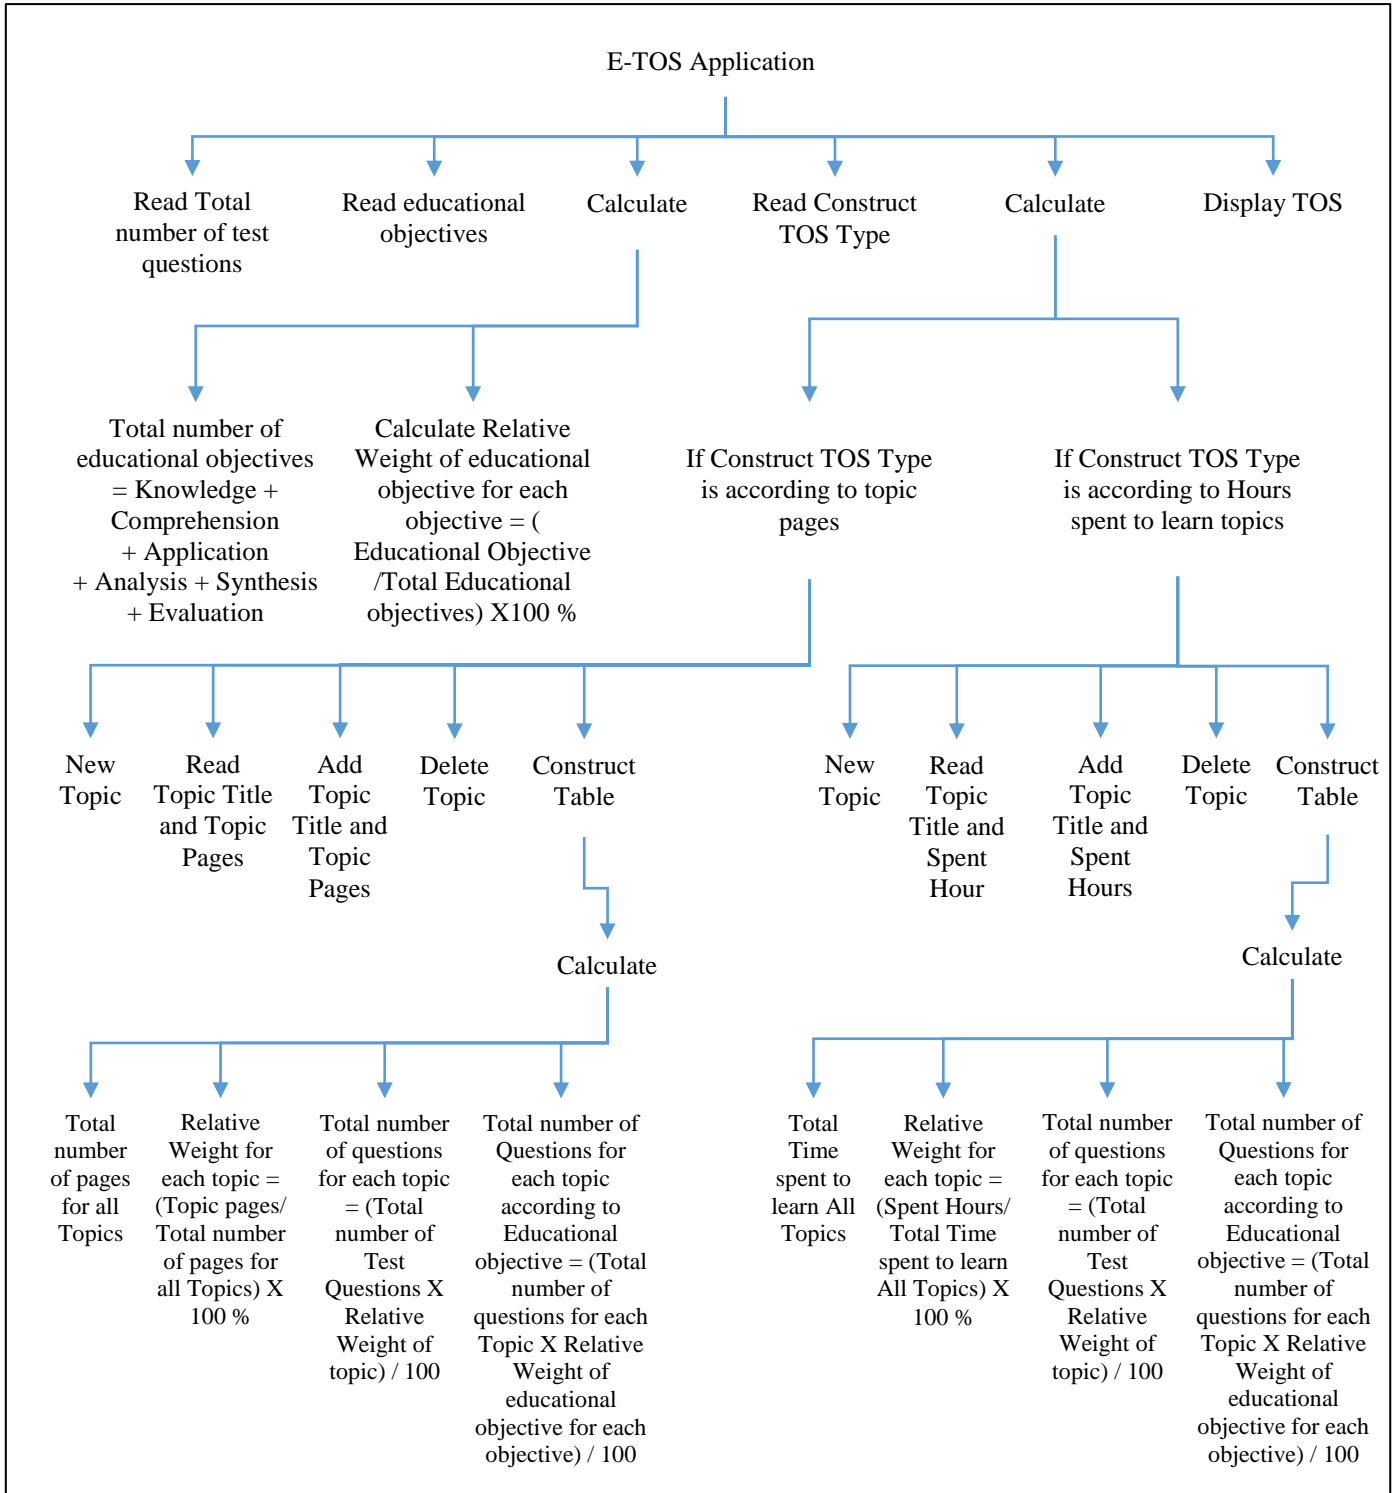 E-TOS Application
Read Total
number of test
questions
Read educational
objectives
Calculate
Read Construct
TOS Type
Calculate
Display TOS
Total number of
educational objectives
= Knowledge +
Comprehension
+ Application
+ Analysis + Synthesis
+ Evaluation
Calculate Relative
Weight of educational
objective for each
objective = (
Educational Objective
/Total Educational
objectives) X100 %
If Construct TOS Type
is according to topic
pages
If Construct TOS Type
is according to Hours
spent to learn topics
New
Topic
Read
Topic Title
and Topic
Pages
Add
Topic
Title and
Topic
Pages
Delete
Topic
Construct
Table
New
Topic
Read
Topic
Title and
Spent
Hour
Add
Topic
Title and
Spent
Hours
Delete
Topic
Construct
Table
Calculate
Calculate
Total
number
of pages
for all
Topics
Relative
Weight for
each topic =
(Topic pages/
Total number
of pages for
all Topics) X
100 %
Total number
of questions
for each topic
= (Total
number of
Test
Questions X
Relative
Weight of
topic) / 100
Total number of
Questions for
each topic
according to
Educational
objective = (Total
number of
questions for each
Topic X Relative
Weight of
educational
objective for each
objective) / 100
Total
Time
spent to
learn All
Topics
Relative
Weight for
each topic =
(Spent Hours/
Total Time
spent to learn
All Topics) X
100 %
Total number
of questions
for each topic
= (Total
number of
Test
Questions X
Relative
Weight of
topic) / 100
Total number of
Questions for
each topic
according to
Educational
objective = (Total
number of
questions for each
Topic X Relative
Weight of
educational
objective for each
objective) / 100